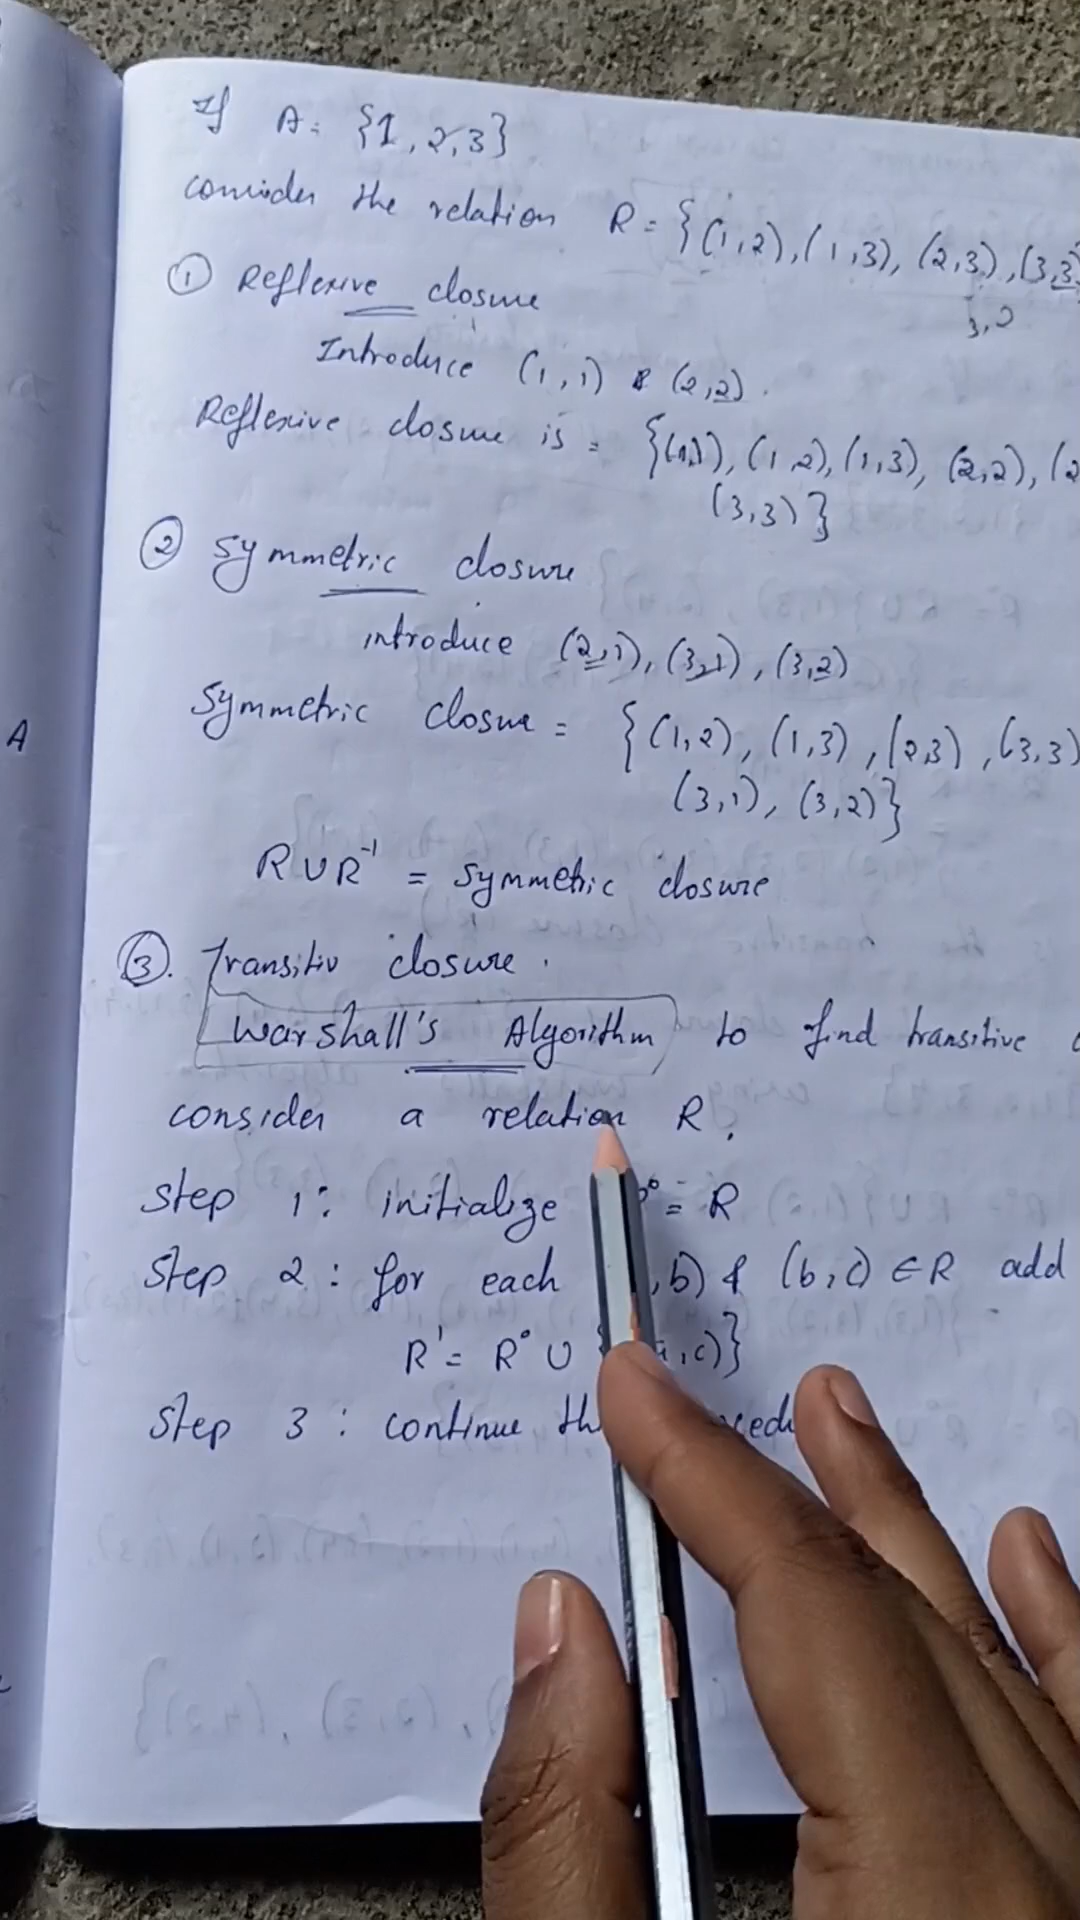 If A = {1, 2, 3}
consider the relation R = {(1,2), (1,3), (2,3), (3,3)
3,2
① Reflexive closure
Introduce (1,1) & (2,2).
Reflexive closure is = {(1,1), (1,2), (1,3), (2,2), (2
(3,3)}
② Symmetric closure
introduce (2,1), (3,1), (3,2)
Symmetric closure = {(1,2), (1,3), (2,3), (3,3)
(3,1), (3,2)}
R∪R⁻¹ = Symmetric closure
③. Transitiv closure.
Warshall's Algorithm to find transitive
consider a relation R.
Step 1: initialize = R
Step 2: for each ,b) & (b,c) ∈ R add
R¹ = R° ∪ { ,c)}
Step 3: continue
A